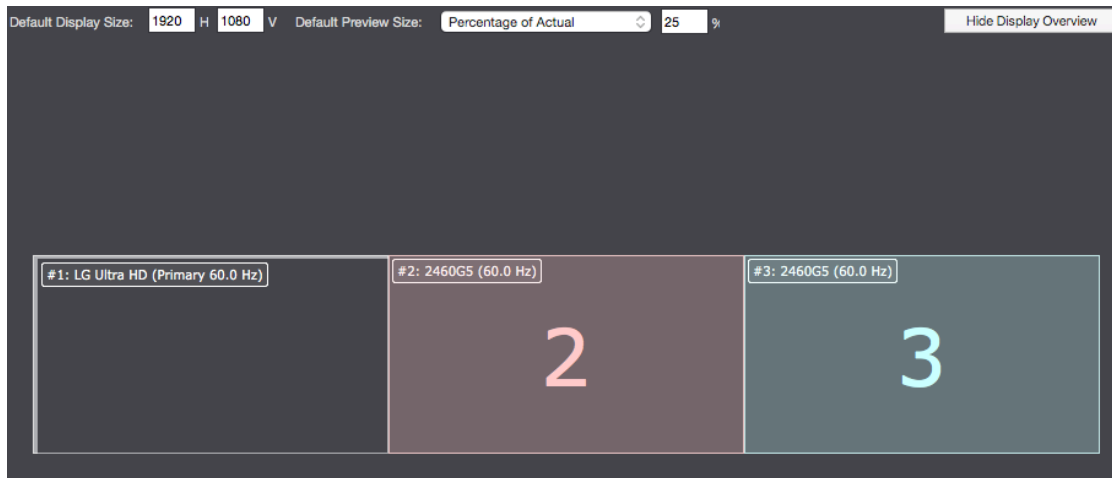 Default Display Size: 1920 H 1080 V Default Preview Size: Percentage of Actual 25 % Hide Display Overview
#1: LG Ultra HD (Primary 60.0 Hz) #2: 2460G5 (60.0 Hz) #3: 2460G5 (60.0 Hz)
2 3